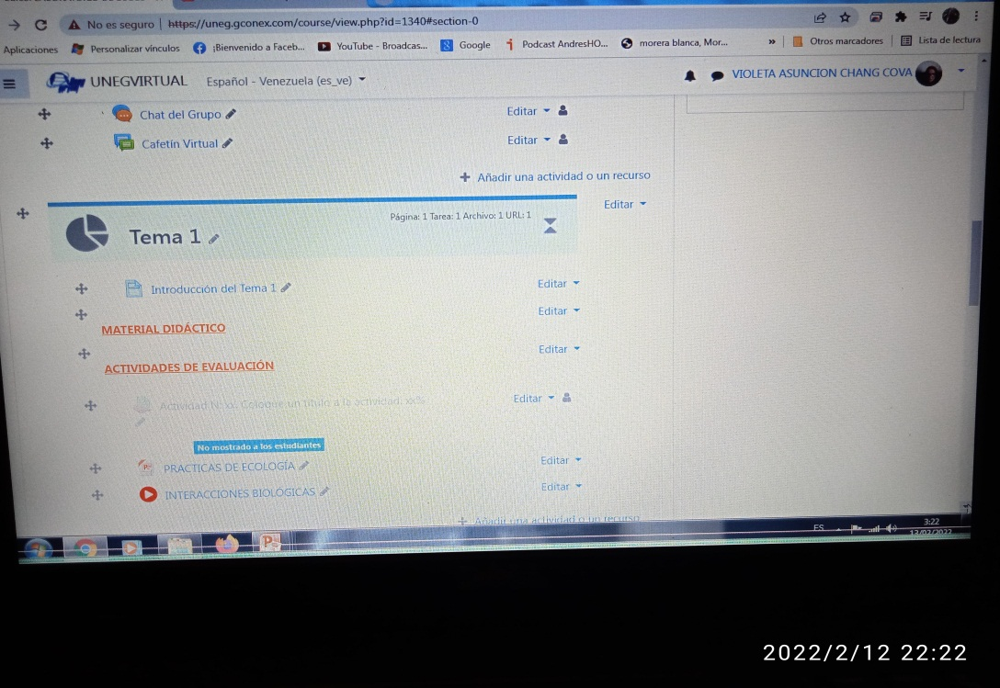 No es seguro | https://uneg.gconex.com/course/view.php?id=1340#section-0
Aplicaciones Personalizar vínculos ¡Bienvenido a Faceb... YouTube - Broadcas... Google Podcast AndresHO... morera blanca, Mor... » Otros marcadores Lista de lectura
UNEGVIRTUAL Español - Venezuela (es_ve) VIOLETA ASUNCION CHANG COVA
Chat del Grupo Editar
Cafetín Virtual Editar
+ Añadir una actividad o un recurso
Editar
Página: 1 Tarea: 1 Archivo: 1 URL: 1
Tema 1
Introducción del Tema 1 Editar
Editar
MATERIAL DIDÁCTICO
Editar
ACTIVIDADES DE EVALUACIÓN
Actividad N: xx. Coloque un título a la actividad. xx% Editar
No mostrado a los estudiantes
PRACTICAS DE ECOLOGÍA Editar
INTERACCIONES BIOLÓGICAS Editar
+ Añadir una actividad o un recurso
ES 3:22
13/02/2022
2022/2/12 22:22